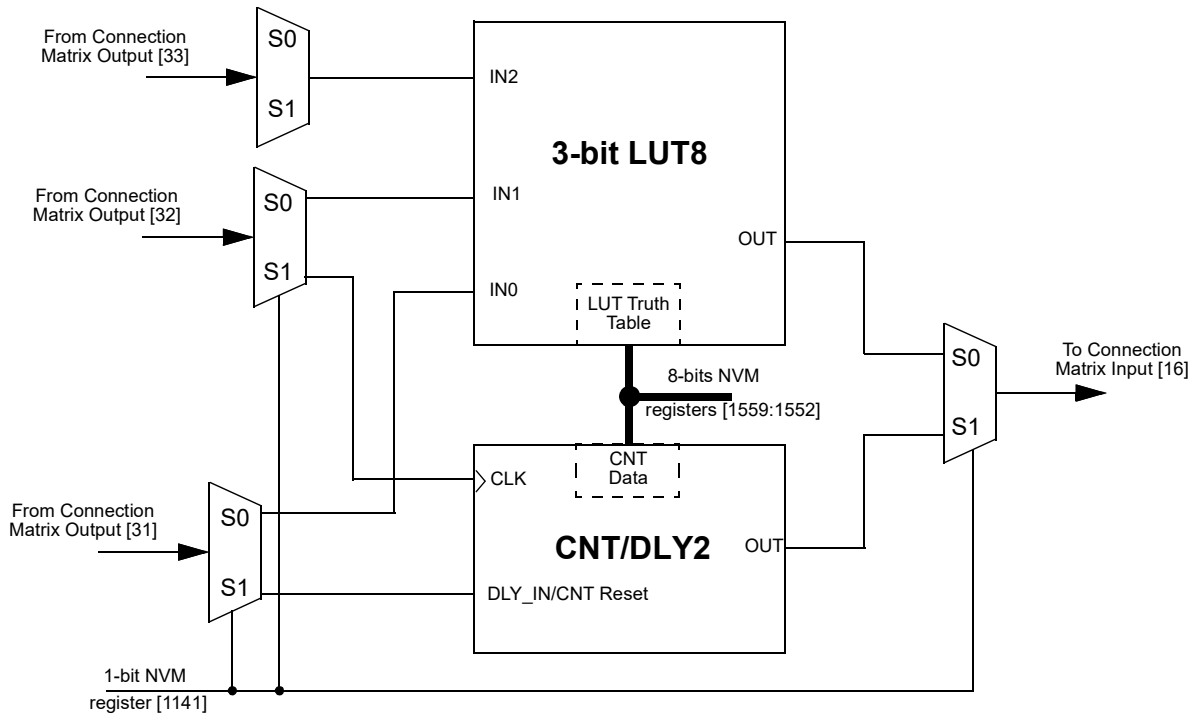 From Connection
Matrix Output [33]
S0
S1
IN2
3-bit LUT8
From Connection
Matrix Output [32]
S0
S1
IN1
IN0
OUT
LUT Truth
Table
8-bits NVM
registers [1559:1552]
S0
S1
To Connection
Matrix Input [16]
CNT
Data
CLK
From Connection
Matrix Output [31]
S0
S1
CNT/DLY2
OUT
DLY_IN/CNT Reset
1-bit NVM
register [1141]